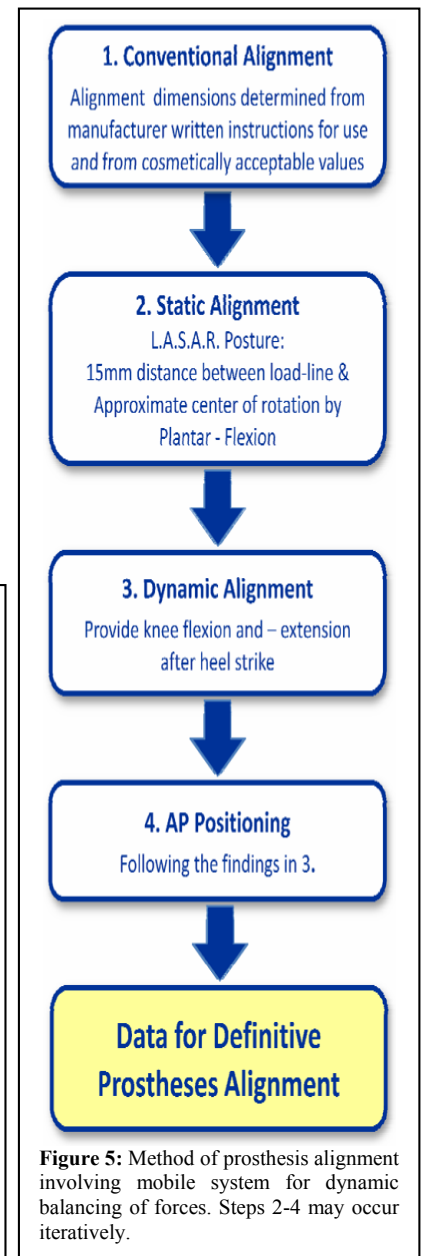 1. Conventional Alignment
Alignment dimensions determined from
manufacturer written instructions for use
and from cosmetically acceptable values
2. Static Alignment
L.A.S.A.R. Posture:
15mm distance between load-line &
Approximate center of rotation by
Plantar - Flexion
3. Dynamic Alignment
Provide knee flexion and – extension
after heel strike
4. AP Positioning
Following the findings in 3.
Data for Definitive
Prostheses Alignment
Figure 5: Method of prosthesis alignment
involving mobile system for dynamic
balancing of forces. Steps 2-4 may occur
iteratively.